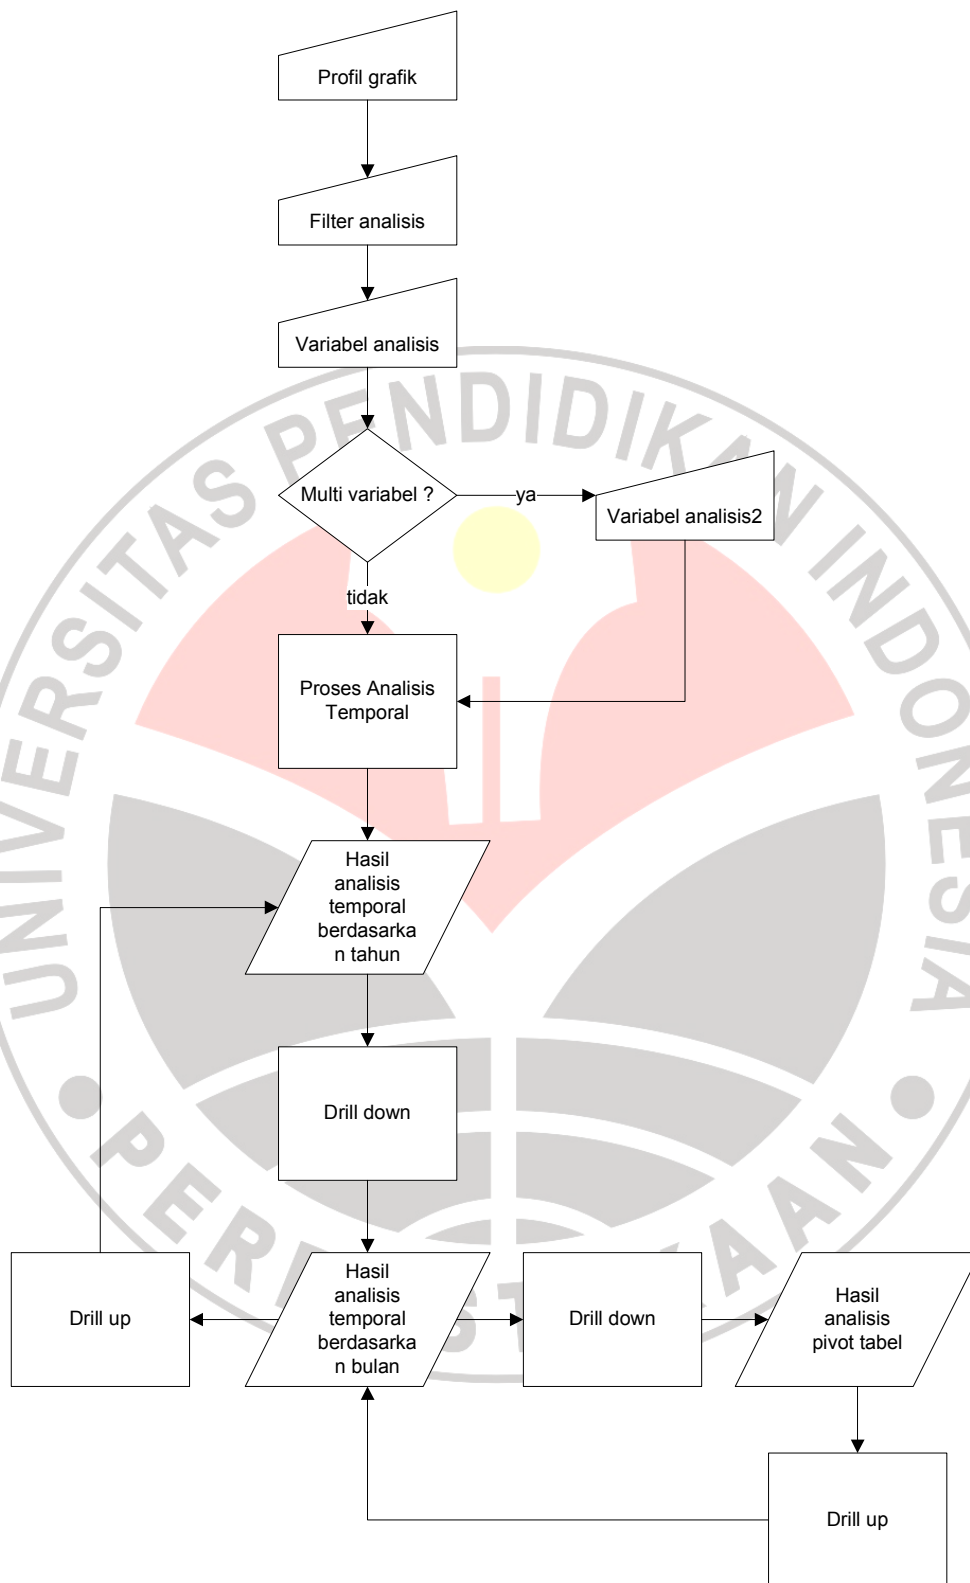 Profil grafik
Filter analisis
Variabel analisis
Multi variabel ?
ya
Variabel analisis2
tidak
Proses Analisis
Temporal
Hasil
analisis
temporal
berdasarka
n tahun
Drill down
Drill up
Hasil
analisis
temporal
berdasarka
n bulan
Drill down
Hasil
analisis
pivot tabel
Drill up
UNIVERSITAS PENDIDIKAN INDONESIA